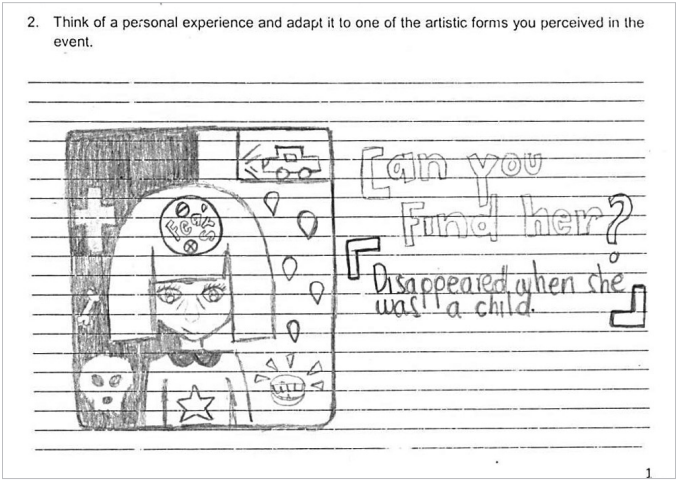 2. Think of a personal experience and adapt it to one of the artistic forms you perceived in the
event.
Fears
Can you
Find her?
Disappeared when she
was a child.
1